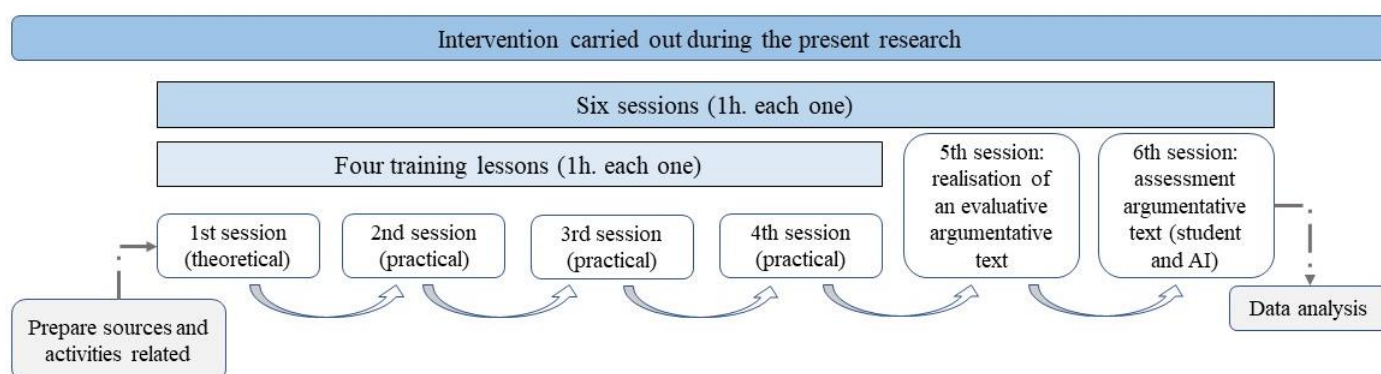 Intervention carried out during the present research
Six sessions (1h. each one)
Four training lessons (1h. each one)
1st session
(theoretical)
2nd session
(practical)
3rd session
(practical)
4th session
(practical)
5th session:
realisation of
an evaluative
argumentative
text
6th session:
assessment
argumentative
text (student
and AI)
Prepare sources and
activities related
Data analysis